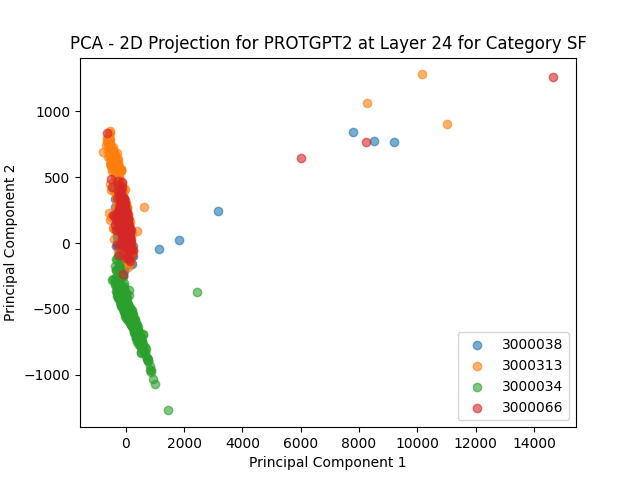 PCA - 2D Projection for PROTGPT2 at Layer 24 for Category SF
Principal Component 2
1000
500
0
−500
−1000
3000038
3000313
3000034
3000066
0 2000 4000 6000 8000 10000 12000 14000
Principal Component 1